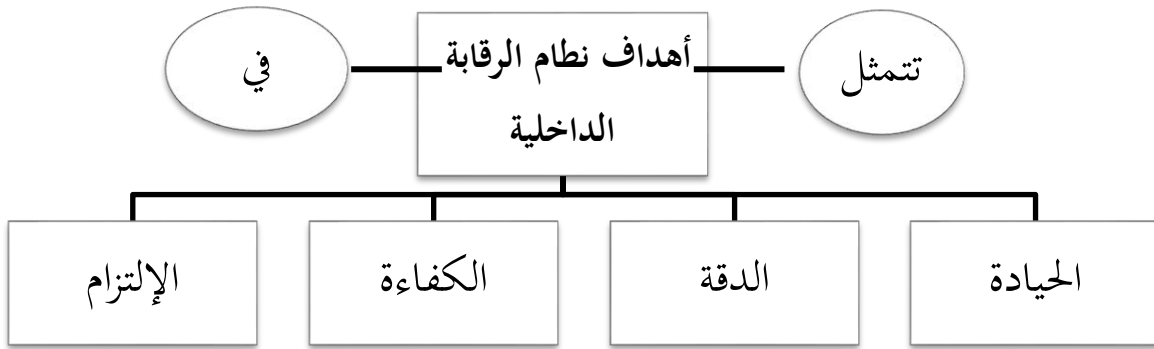 تتمثل
أهداف نظام الرقابة
الداخلية
في
الحيادة
الدقة
الكفاءة
الإلتزام